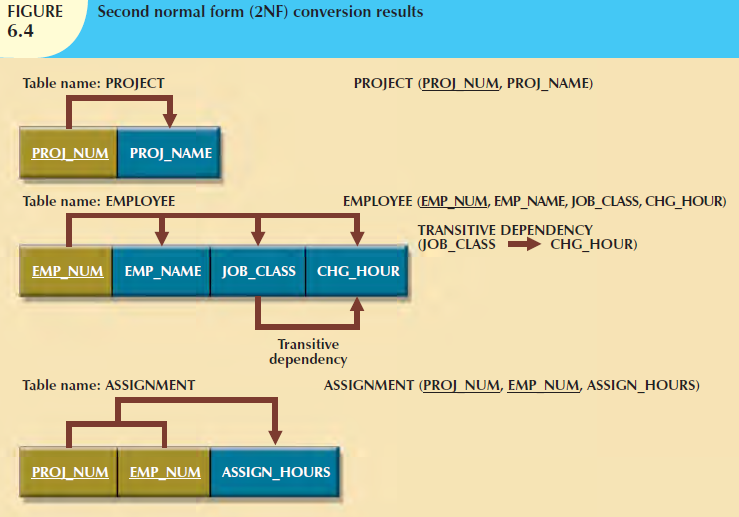 FIGURE 6.4
Second normal form (2NF) conversion results
Table name: PROJECT
PROJECT (PROJ_NUM, PROJ_NAME)
PROJ_NUM PROJ_NAME
Table name: EMPLOYEE
EMPLOYEE (EMP_NUM, EMP_NAME, JOB_CLASS, CHG_HOUR)
TRANSITIVE DEPENDENCY
(JOB_CLASS CHG_HOUR)
EMP_NUM EMP_NAME JOB_CLASS CHG_HOUR
Transitive
dependency
Table name: ASSIGNMENT
ASSIGNMENT (PROJ_NUM, EMP_NUM, ASSIGN_HOURS)
PROJ_NUM EMP_NUM ASSIGN_HOURS